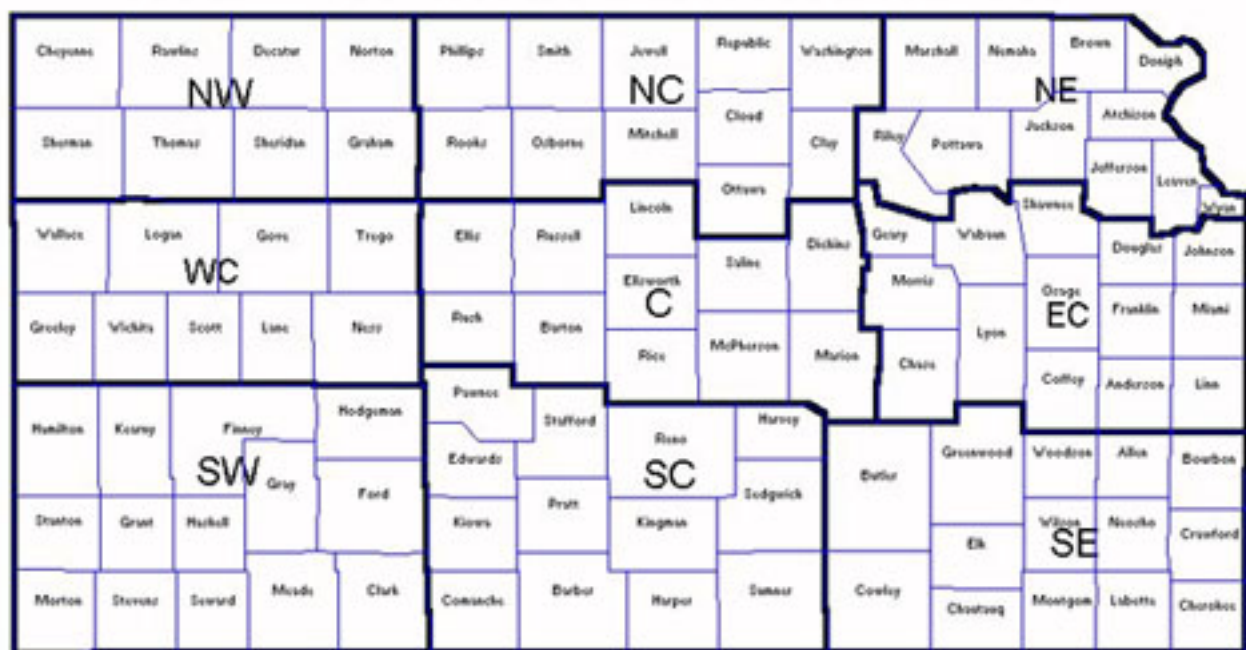 Cheyenne Rawlins Decatur Norton Phillips Smith Jewell Republic Washington Marshall Nemaha Brown Doniph
NW NC NE
Sherman Thomas Sheridan Graham Rooks Osborne Mitchell Cloud Clay Riley Pottawa Jackson Atchison
Jefferson Leaven Wyan
Ottawa
Wallace Logan Gove Trego Ellis Russell Lincoln Saline Dickins Geary Wabaun Shawnee Douglas Johnson
WC C EC
Ellsworth Morris Osage Franklin Miami
Greeley Wichita Scott Lane Ness Rush Barton Rice McPherson Marion Chase Lyon Coffey Anderson Linn
Hamilton Kearny Finney Hodgeman Pawnee Stafford Reno Harvey
SW SC SE
Gray Ford Edwards Pratt Kingman Sedgwick Butler Greenwood Woodson Allen Bourbon
Stanton Grant Haskell Kiowa Elk Wilson Neosho Crawford
Morton Stevens Seward Meade Clark Comanche Barber Harper Sumner Cowley Chautauq Montgom Labette Cherokee